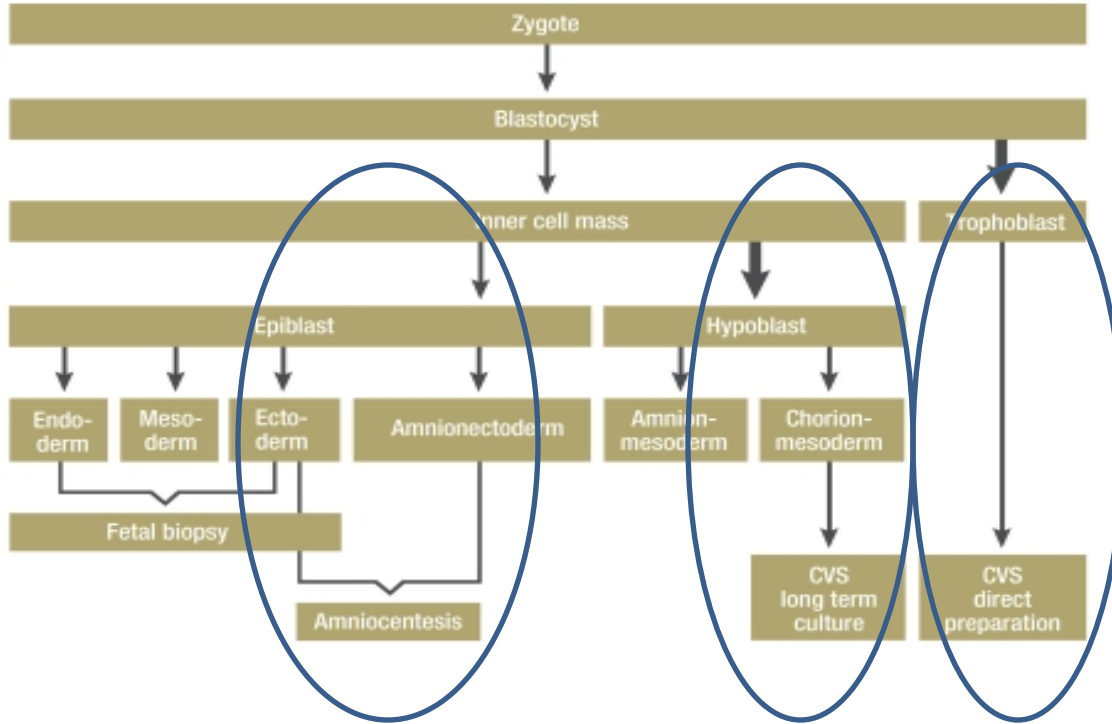 Zygote
Blastocyst
Inner cell mass
Trophoblast
Epiblast
Hypoblast
Endo-
derm
Meso-
derm
Ecto-
derm
Amnionectoderm
Amnion-
mesoderm
Chorion-
mesoderm
Fetal biopsy
Amniocentesis
CVS
long term
culture
CVS
direct
preparation